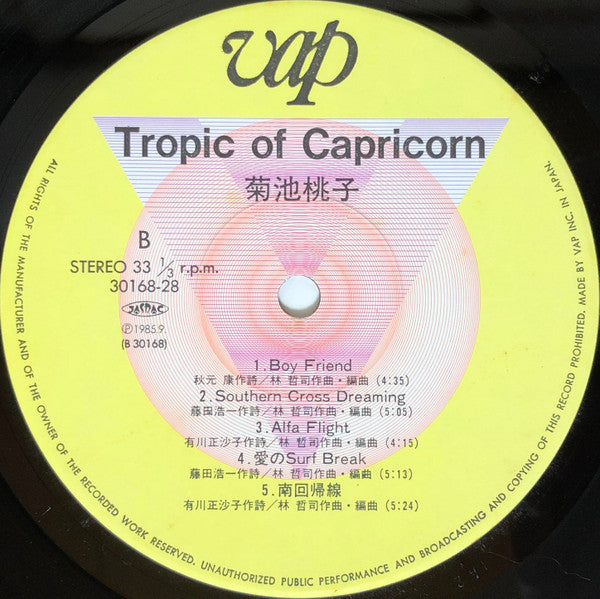 vap
Tropic of Capricorn
菊池桃子
B
STEREO 33 1/3 r.p.m.
30168-28
JASRAC
Ⓟ1985.9.
(B 30168)
1.Boy Friend
秋元 康作詩/林 哲司作曲・編曲 (4:35)
2.Southern Cross Dreaming
藤田浩一作詩/林 哲司作曲・編曲 (5:05)
3.Alfa Flight
有川正沙子作詩/林 哲司作曲・編曲 (4:15)
4.愛のSurf Break
藤田浩一作詩/林 哲司作曲・編曲 (5:13)
5.南回帰線
有川正沙子作詩/林 哲司作曲・編曲 (5:24)
ALL RIGHTS OF THE MANUFACTURER AND OF THE OWNER OF THE RECORDED WORK RESERVED. UNAUTHORIZED PUBLIC PERFORMANCE AND BROADCASTING AND COPYING OF THIS RECORD PROHIBITED. MADE BY VAP INC. IN JAPAN.